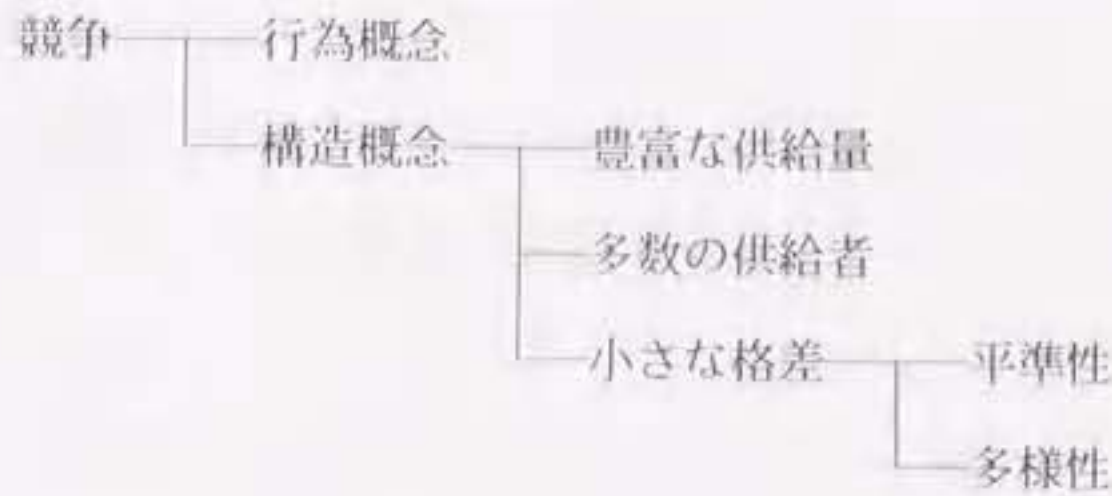 競争 行為概念
構造概念 豊富な供給量
多数の供給者
小さな格差 平準性
多様性